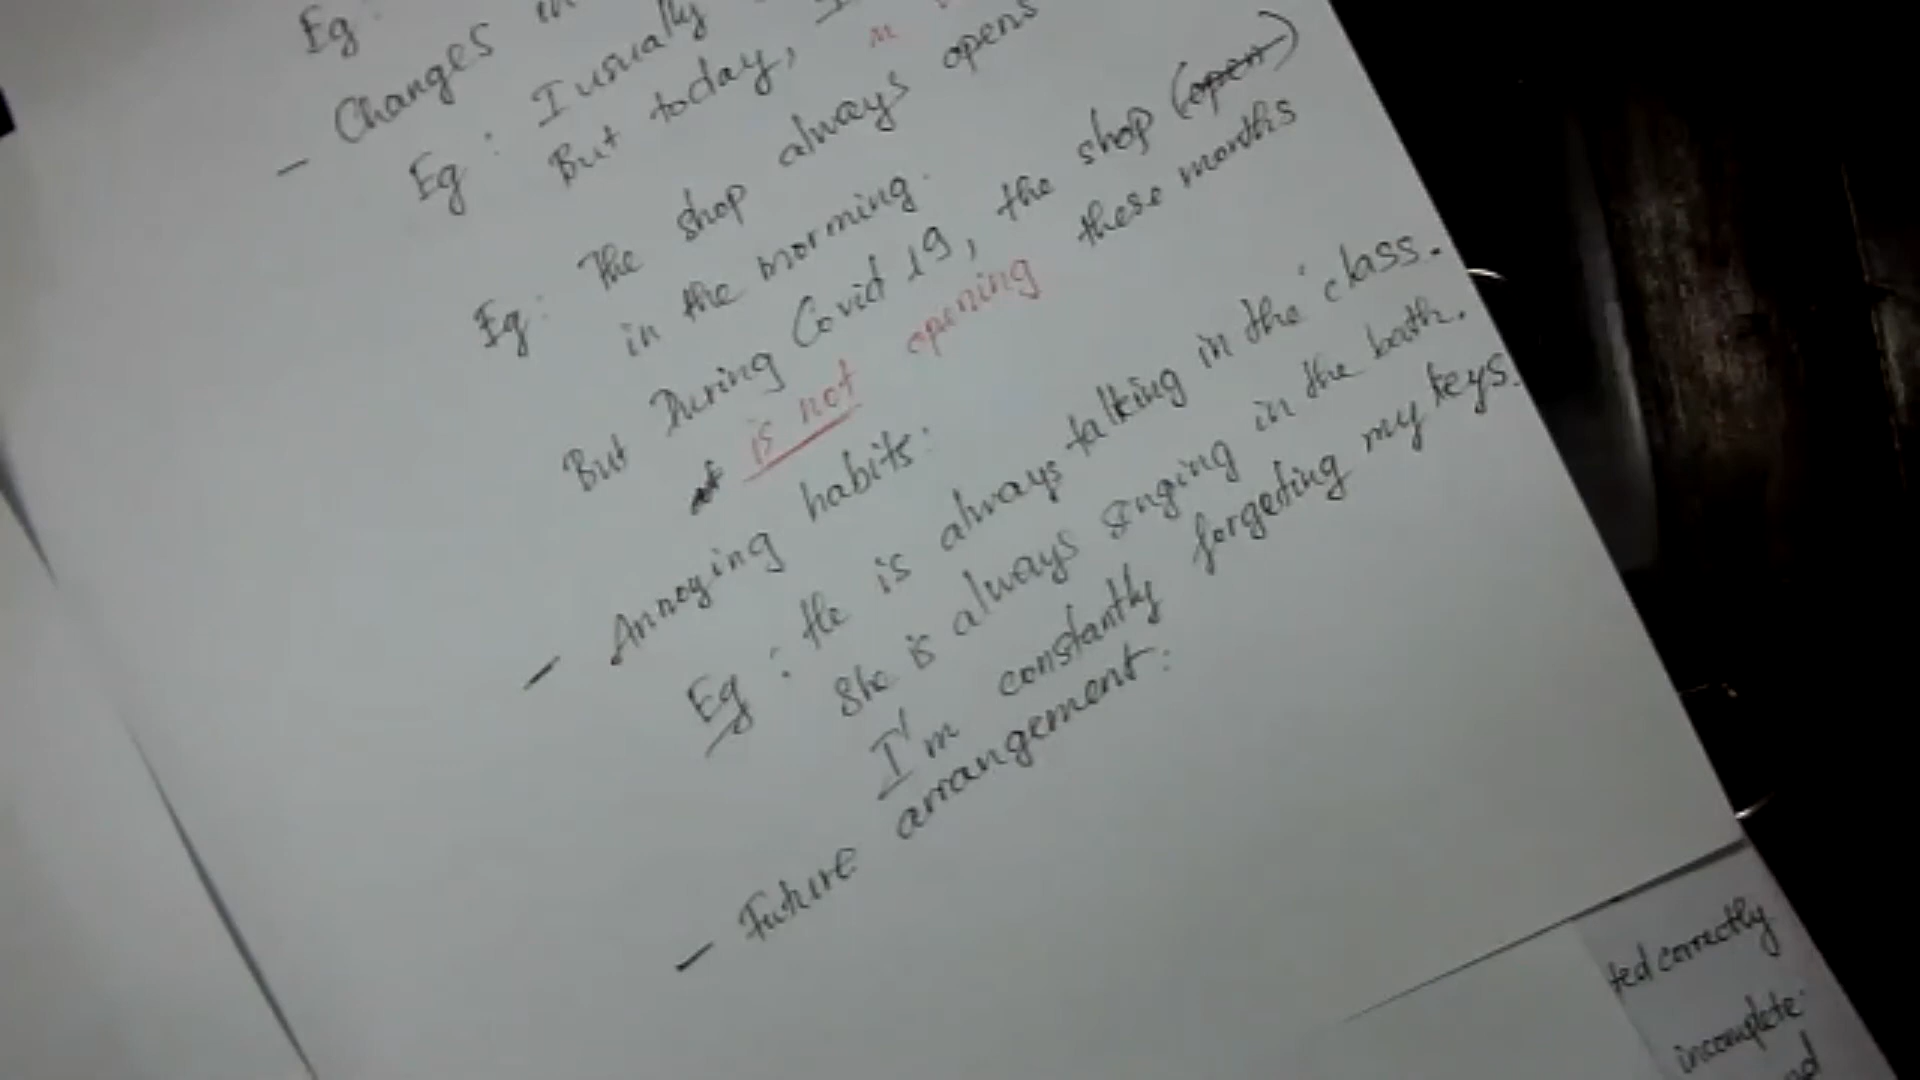 Eg:
- Changes in
Eg: I usually
But today,
Eg: The shop always opens
in the morning.
But During Covid 19, the shop (open)
is not opening these months
- Annoying habits:
Eg: He is always talking in the class.
She is always singing in the bath.
I'm constantly forgeting my keys.
- Future arrangement:
ted correctly
incomplete.